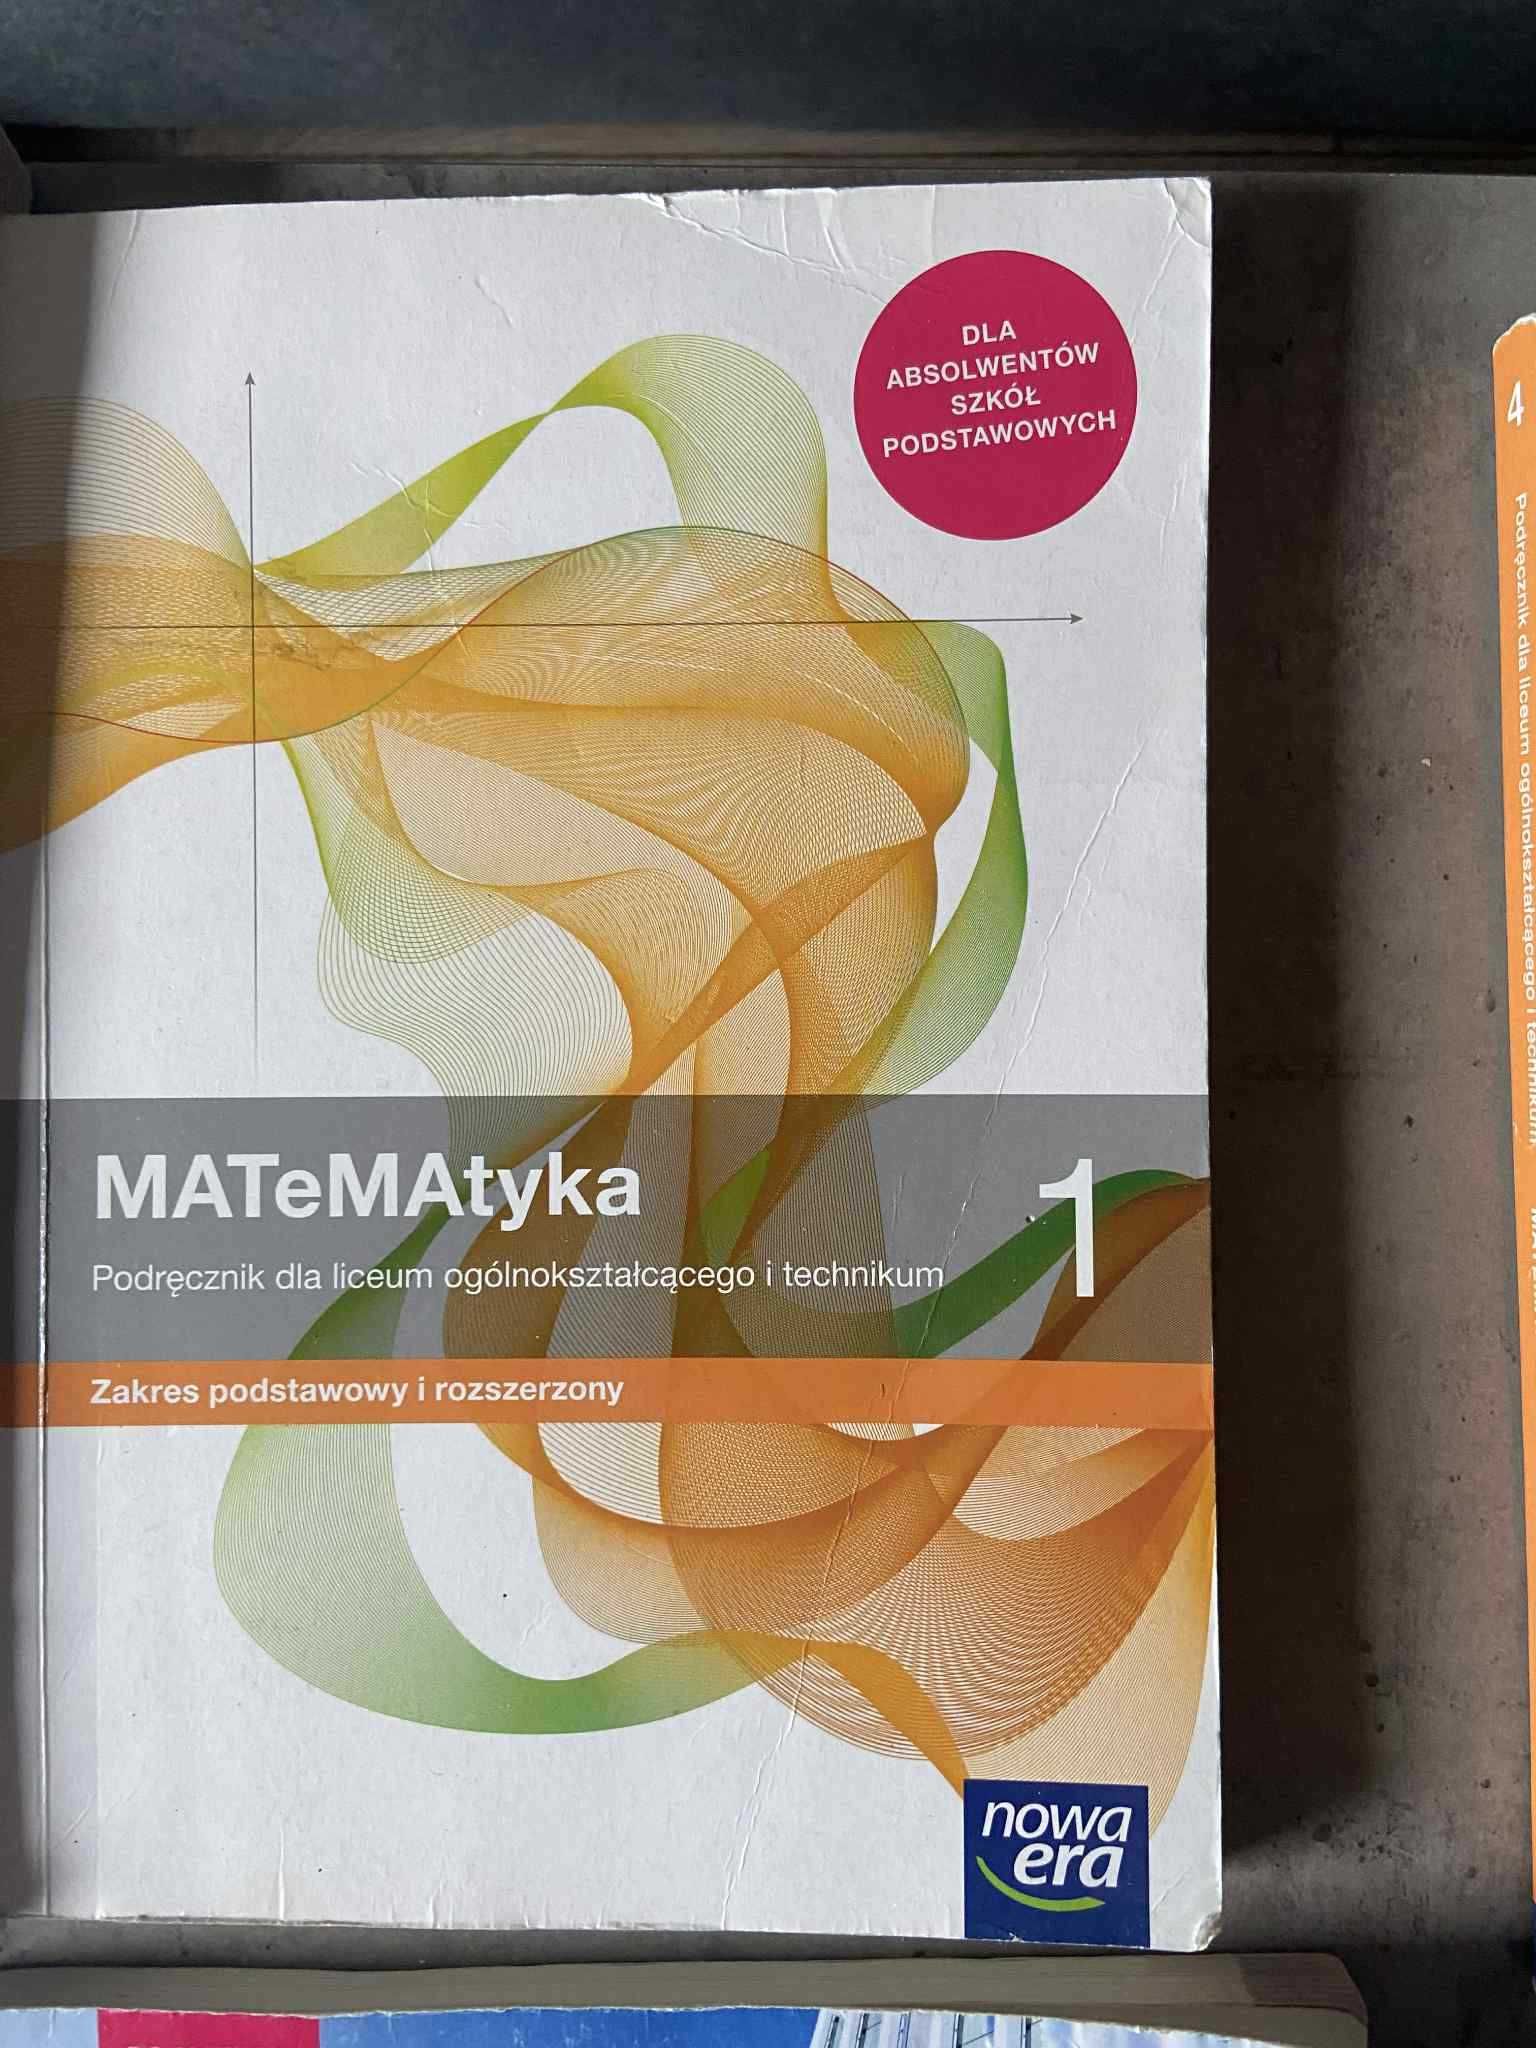 DLA
ABSOLWENTÓW
SZKÓŁ
PODSTAWOWYCH
MATeMAtyka 1
Podręcznik dla liceum ogólnokształcącego i technikum
Zakres podstawowy i rozszerzony
nowa
era
4
Podręcznik dla liceum ogólnokształcącego i technikum